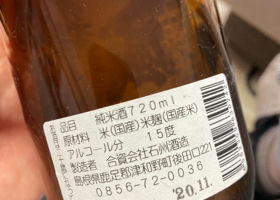 品目 純米酒720ml
原材料 米(国産)米麹(国産米)
アルコール分 15度
製造者 合資会社石州酒造
島根県鹿足郡津和野町後田口221
0856-72-0036
'20.11.